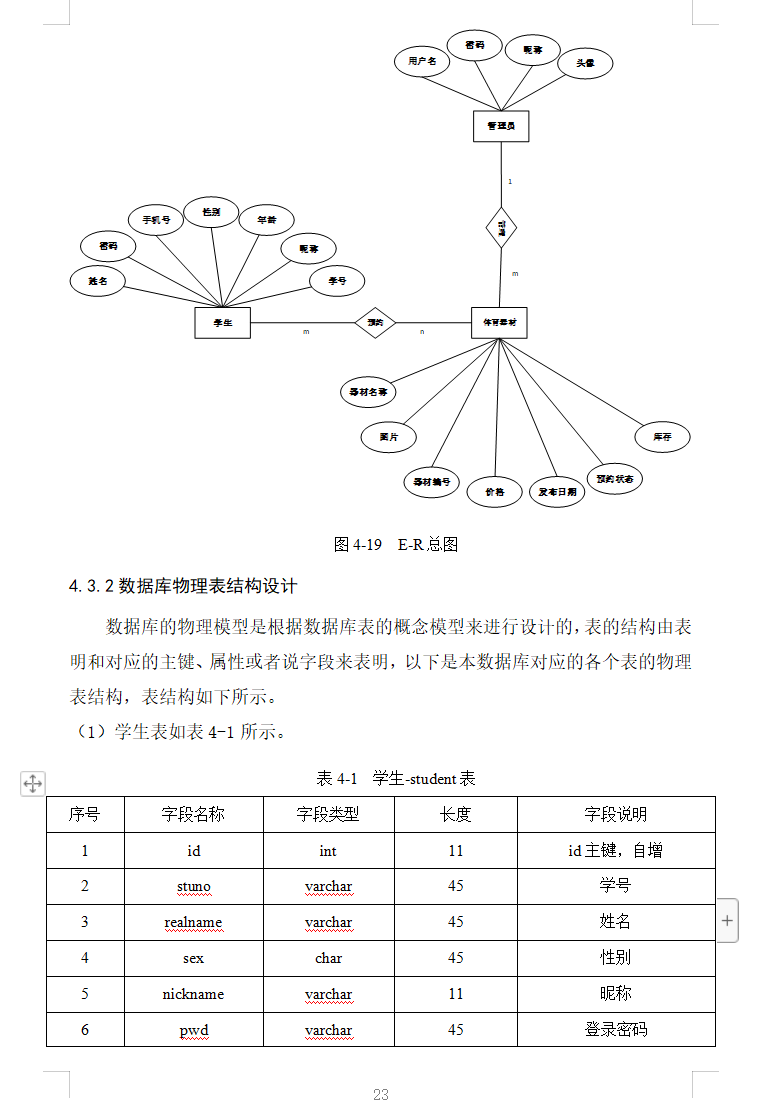 用户名
密码
昵称
头像
管理员
1
管理
m
手机号
性别
年龄
密码
昵称
姓名
学号
学生
m
预约
n
体育器材
器材名称
图片
器材编号
价格
发布日期
预约状态
库存
图 4-19 E-R 总图
4.3.2 数据库物理表结构设计
数据库的物理模型是根据数据库表的概念模型来进行设计的，表的结构由表
明和对应的主键、属性或者说字段来表明，以下是本数据库对应的各个表的物理
表结构，表结构如下所示。
（1）学生表如表 4-1 所示。
表 4-1 学生-student 表
序号 字段名称 字段类型 长度 字段说明
1 id int 11 id 主键，自增
2 stuno varchar 45 学号
3 realname varchar 45 姓名
4 sex char 45 性别
5 nickname varchar 11 昵称
6 pwd varchar 45 登录密码
23